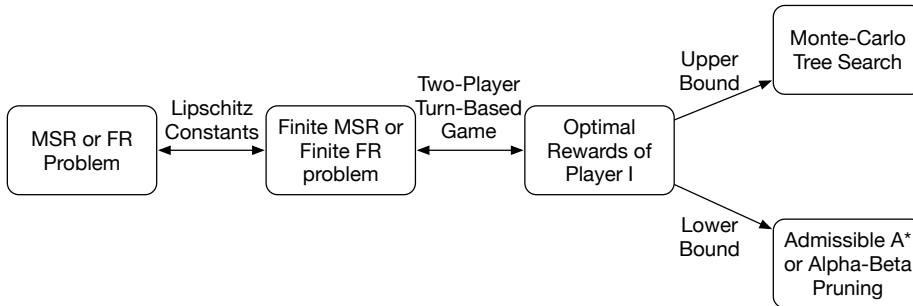 MSR or FR
Problem
Lipschitz
Constants
Finite MSR or
Finite FR
problem
Two-Player
Turn-Based
Game
Optimal
Rewards of
Player I
Upper
Bound
Monte-Carlo
Tree Search
Lower
Bound
Admissible A*
or Alpha-Beta
Pruning